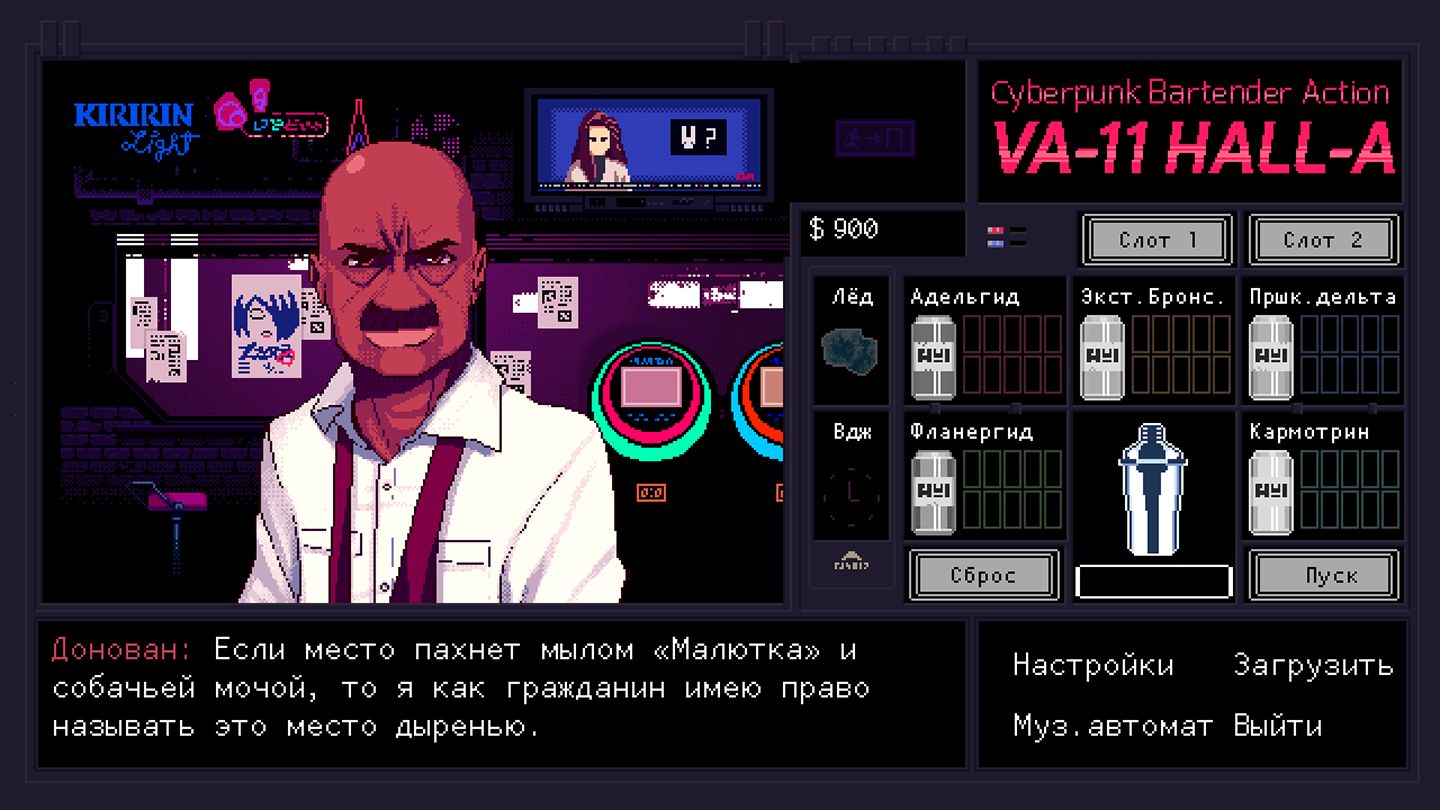 KIRIRIN
Light
W ?
Cyberpunk Bartender Action
VA-11 HALL-A
$ 900
Слот 1
Слот 2
Лёд
Адельгид
Экст.Бронс.
Пршк.дельта
Вдж
Фланергид
Кармотрин
Сброс
Пуск
Донован: Если место пахнет мылом «Малютка» и
собачьей мочой, то я как гражданин имею право
называть это место дыренью.
Настройки
Загрузить
Муз.автомат
Выйти